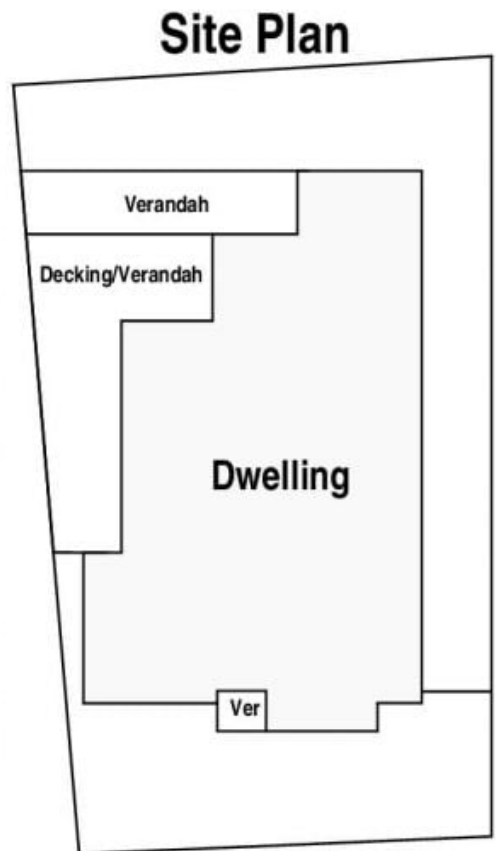 Site Plan
Verandah
Decking/Verandah
Dwelling
Ver